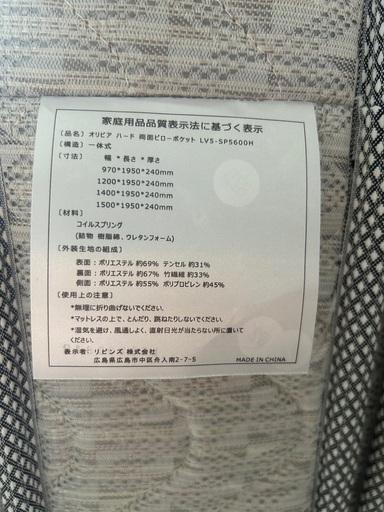 家庭用品品質表示法に基づく表示
〔品名〕 オリビア ハード 両面ピローポケット LV5-SP5600H
〔構造〕 一体式
〔寸法〕 幅 *長さ *厚さ
970*1950*240mm
1200*1950*240mm
1400*1950*240mm
1500*1950*240mm
〔材料〕
コイルスプリング
(詰物 樹脂綿、ウレタンフォーム)
〔外装生地の組成〕
表面：ポリエステル 約69% テンセル 約31%
裏面：ポリエステル 約67% 竹繊維 約33%
側面：ポリエステル 約55% ポリプロピレン 約45%
〔使用上の注意〕
*無理に折り曲げないでください.
*マットレスの上で、とんだり、跳ねたりしないでください.
*湿気を避け、風通しよく、直射日光が当たらない所に置いて
ください.
表示者： リビンズ 株式会社
広島県広島市中区舟入南2-7-5
MADE IN CHINA